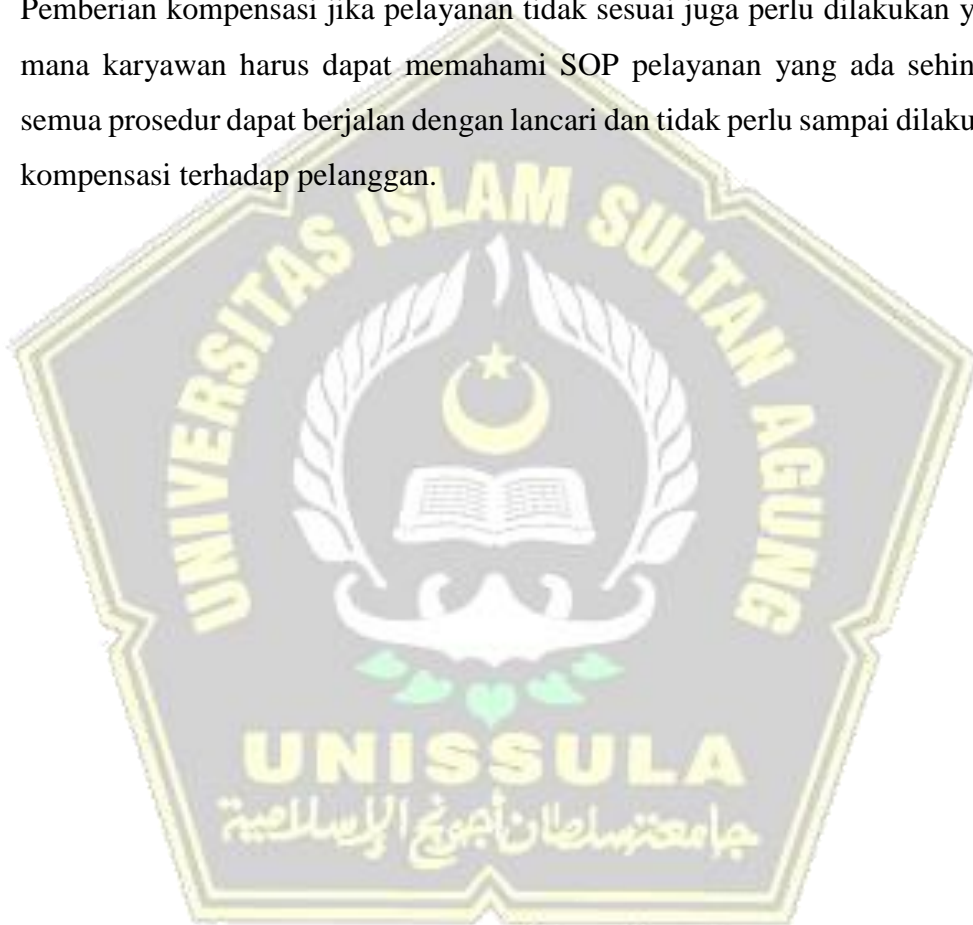 Pemberian kompensasi jika pelayanan tidak sesuai juga perlu dilakukan y
mana karyawan harus dapat memahami SOP pelayanan yang ada sehin
semua prosedur dapat berjalan dengan lancari dan tidak perlu sampai dilaku
kompensasi terhadap pelanggan.
UNIVERSITAS ISLAM SULTAN AGUNG
UNISSULA
جامعة سلطان أجونج الإسلامية